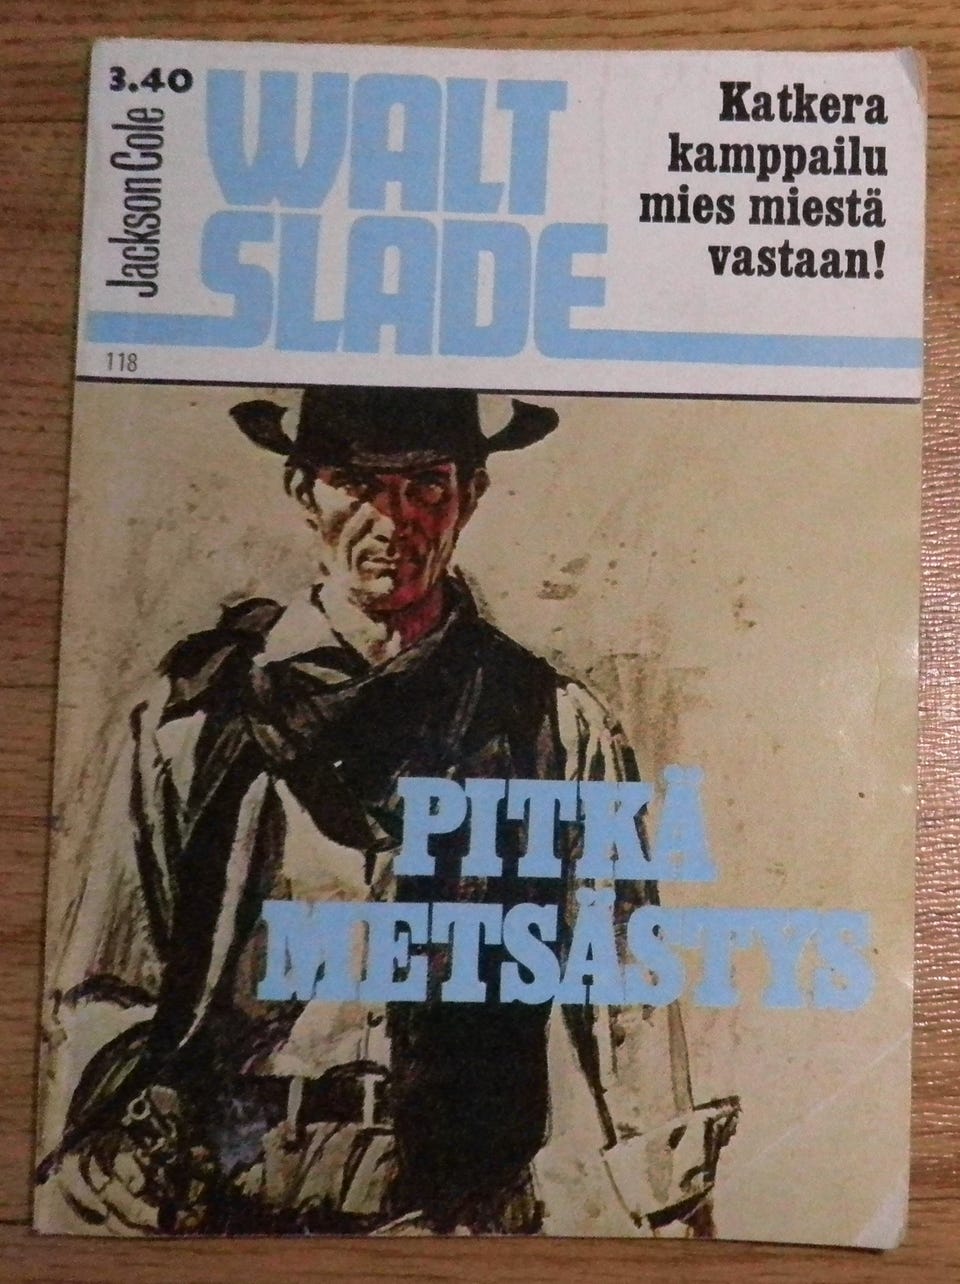 3.40
Jackson Cole
WALT
SLADE
Katkera
kamppailu
mies miestä
vastaan!
118
PITKÄ
METSÄSTYS